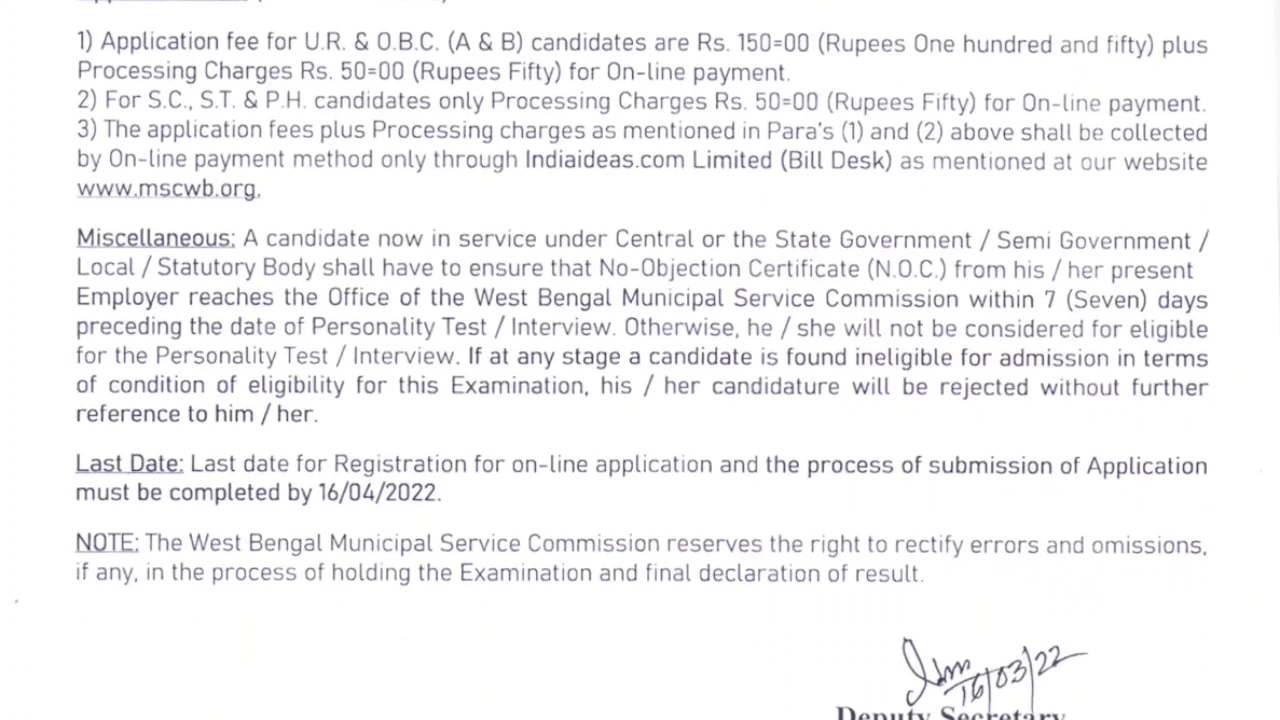 1) Application fee for U.R. & O.B.C. (A & B) candidates are Rs. 150=00 (Rupees One hundred and fifty) plus
Processing Charges Rs. 50=00 (Rupees Fifty) for On-line payment.
2) For S.C., S.T. & P.H. candidates only Processing Charges Rs. 50=00 (Rupees Fifty) for On-line payment.
3) The application fees plus Processing charges as mentioned in Para's (1) and (2) above shall be collected
by On-line payment method only through Indiaideas.com Limited (Bill Desk) as mentioned at our website
www.mscwb.org.
Miscellaneous: A candidate now in service under Central or the State Government / Semi Government /
Local / Statutory Body shall have to ensure that No-Objection Certificate (N.O.C.) from his / her present
Employer reaches the Office of the West Bengal Municipal Service Commission within 7 (Seven) days
preceding the date of Personality Test / Interview. Otherwise, he / she will not be considered for eligible
for the Personality Test / Interview. If at any stage a candidate is found ineligible for admission in terms
of condition of eligibility for this Examination, his / her candidature will be rejected without further
reference to him / her.
Last Date: Last date for Registration for on-line application and the process of submission of Application
must be completed by 16/04/2022.
NOTE: The West Bengal Municipal Service Commission reserves the right to rectify errors and omissions,
if any, in the process of holding the Examination and final declaration of result.
16/03/22
Deputy Secretary